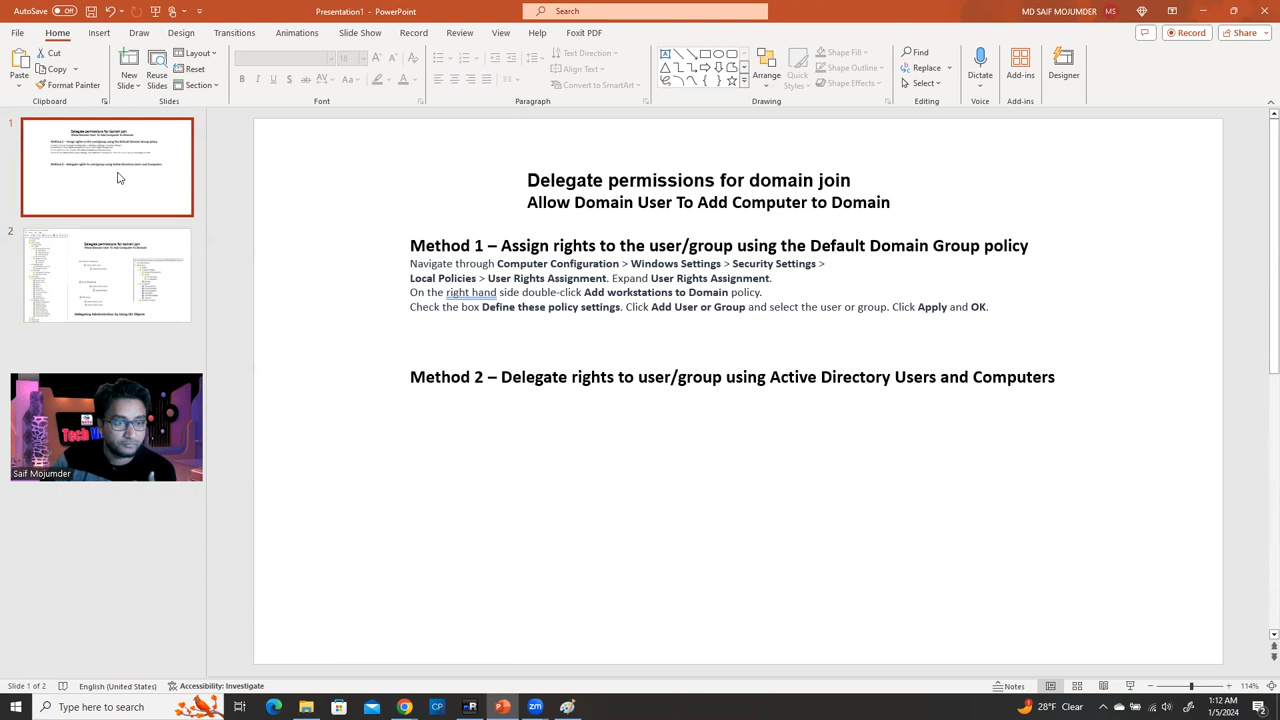 AutoSave
Off
Presentation1 - PowerPoint
Search
MD SAIF MOJUMDER
MS
File
Home
Insert
Draw
Design
Transitions
Animations
Slide Show
Record
Review
View
Help
Foxit PDF
Record
Share
Paste
Cut
Copy
Format Painter
Clipboard
New Slide
Reuse Slides
Layout
Reset
Section
Slides
18
B
I
U
S
Aa
A
Font
Text Direction
Align Text
Convert to SmartArt
Paragraph
Arrange
Quick Styles
Shape Fill
Shape Outline
Shape Effects
Drawing
Find
Replace
Select
Editing
Dictate
Voice
Add-ins
Add-ins
Designer
1
2
Saif Mojumder
Delegate permissions for domain join
Allow Domain User To Add Computer to Domain
Method 1 – Assign rights to the user/group using the Default Domain Group policy
Navigate through Computer Configuration > Windows Settings > Security Settings >
Local Policies > User Rights Assignment. Expand User Rights Assignment.
On the right hand side double-click Add workstations to Domain policy.
Check the box Define these policy settings. Click Add User or Group and select the user or group. Click Apply and OK.
Method 2 – Delegate rights to user/group using Active Directory Users and Computers
Slide 1 of 2
English (United States)
Accessibility: Investigate
Notes
114%
Type here to search
28°F Clear
1:12 AM
1/5/2024